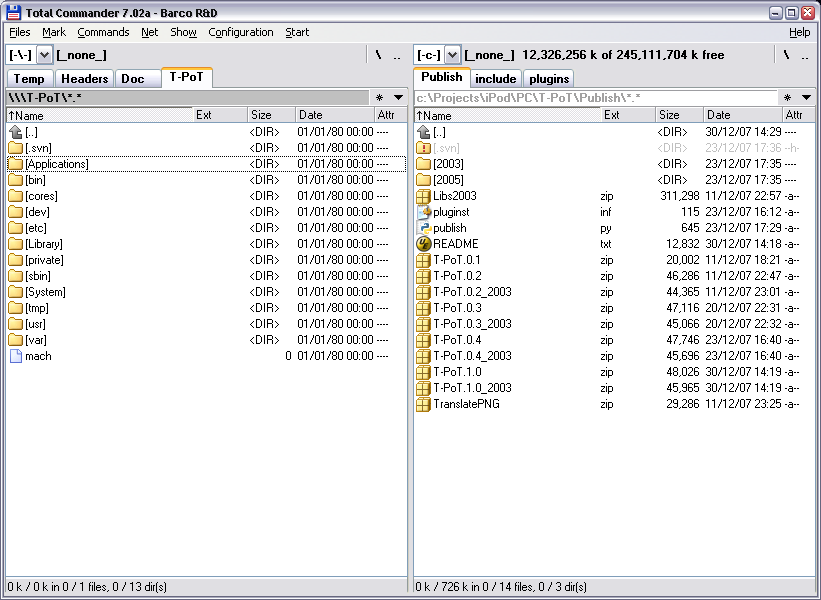 Total Commander 7.02a - Barco R&D
Files Mark Commands Net Show Configuration Start Help
[-\-] [_none_] \ ..
Temp Headers Doc T-PoT
\\\T-PoT\*.* * 
↑Name Ext Size Date Attr
[..] <DIR> 01/01/80 00:00 ----
[.svn] <DIR> 01/01/80 00:00 ----
[Applications] <DIR> 01/01/80 00:00 ----
[bin] <DIR> 01/01/80 00:00 ----
[cores] <DIR> 01/01/80 00:00 ----
[dev] <DIR> 01/01/80 00:00 ----
[etc] <DIR> 01/01/80 00:00 ----
[Library] <DIR> 01/01/80 00:00 ----
[private] <DIR> 01/01/80 00:00 ----
[sbin] <DIR> 01/01/80 00:00 ----
[System] <DIR> 01/01/80 00:00 ----
[tmp] <DIR> 01/01/80 00:00 ----
[usr] <DIR> 01/01/80 00:00 ----
[var] <DIR> 01/01/80 00:00 ----
mach 0 01/01/80 00:00 ----
0 k / 0 k in 0 / 1 files, 0 / 13 dir(s)
[-c-] [_none_] 12,326,256 k of 245,111,704 k free \ ..
Publish include plugins
c:\Projects\iPod\PC\T-PoT\Publish\*.* *
↑Name Ext Size Date Attr
[..] <DIR> 30/12/07 14:29 ----
[.svn] <DIR> 23/12/07 17:36 --h-
[2003] <DIR> 23/12/07 17:35 ----
[2005] <DIR> 23/12/07 17:35 ----
Libs2003 zip 311,298 11/12/07 22:57 -a--
pluginst inf 115 23/12/07 16:12 -a--
publish py 645 23/12/07 17:29 -a--
README txt 12,832 30/12/07 14:18 -a--
T-PoT.0.1 zip 20,002 11/12/07 18:21 -a--
T-PoT.0.2 zip 46,286 11/12/07 22:47 -a--
T-PoT.0.2_2003 zip 44,365 11/12/07 23:01 -a--
T-PoT.0.3 zip 47,116 20/12/07 22:31 -a--
T-PoT.0.3_2003 zip 45,066 20/12/07 22:32 -a--
T-PoT.0.4 zip 47,746 23/12/07 16:40 -a--
T-PoT.0.4_2003 zip 45,696 23/12/07 16:40 -a--
T-PoT.1.0 zip 48,026 30/12/07 14:19 -a--
T-PoT.1.0_2003 zip 45,965 30/12/07 14:19 -a--
TranslatePNG zip 29,286 11/12/07 23:25 -a--
0 k / 726 k in 0 / 14 files, 0 / 3 dir(s)